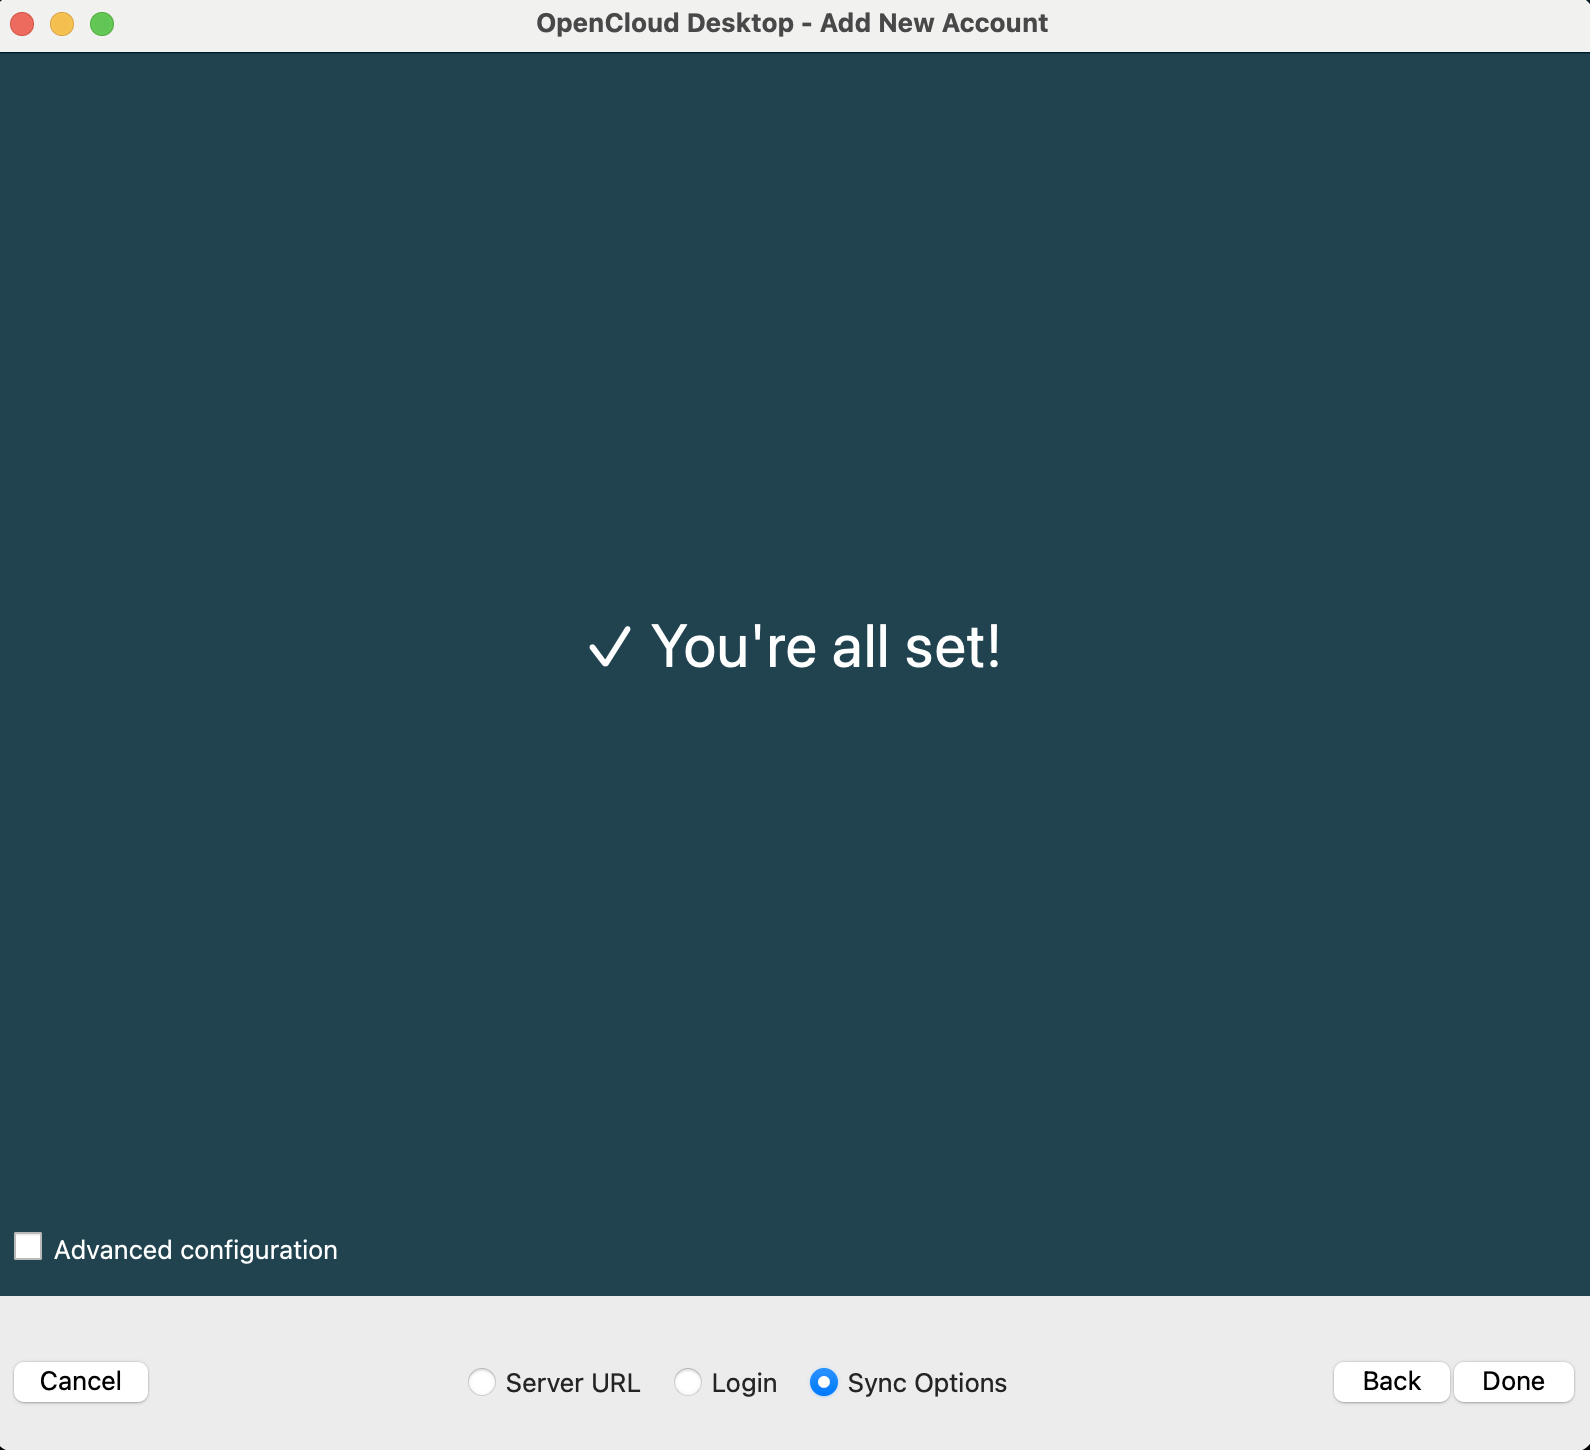 OpenCloud Desktop - Add New Account
✓ You're all set!
Advanced configuration
Cancel
Server URL
Login
Sync Options
Back
Done